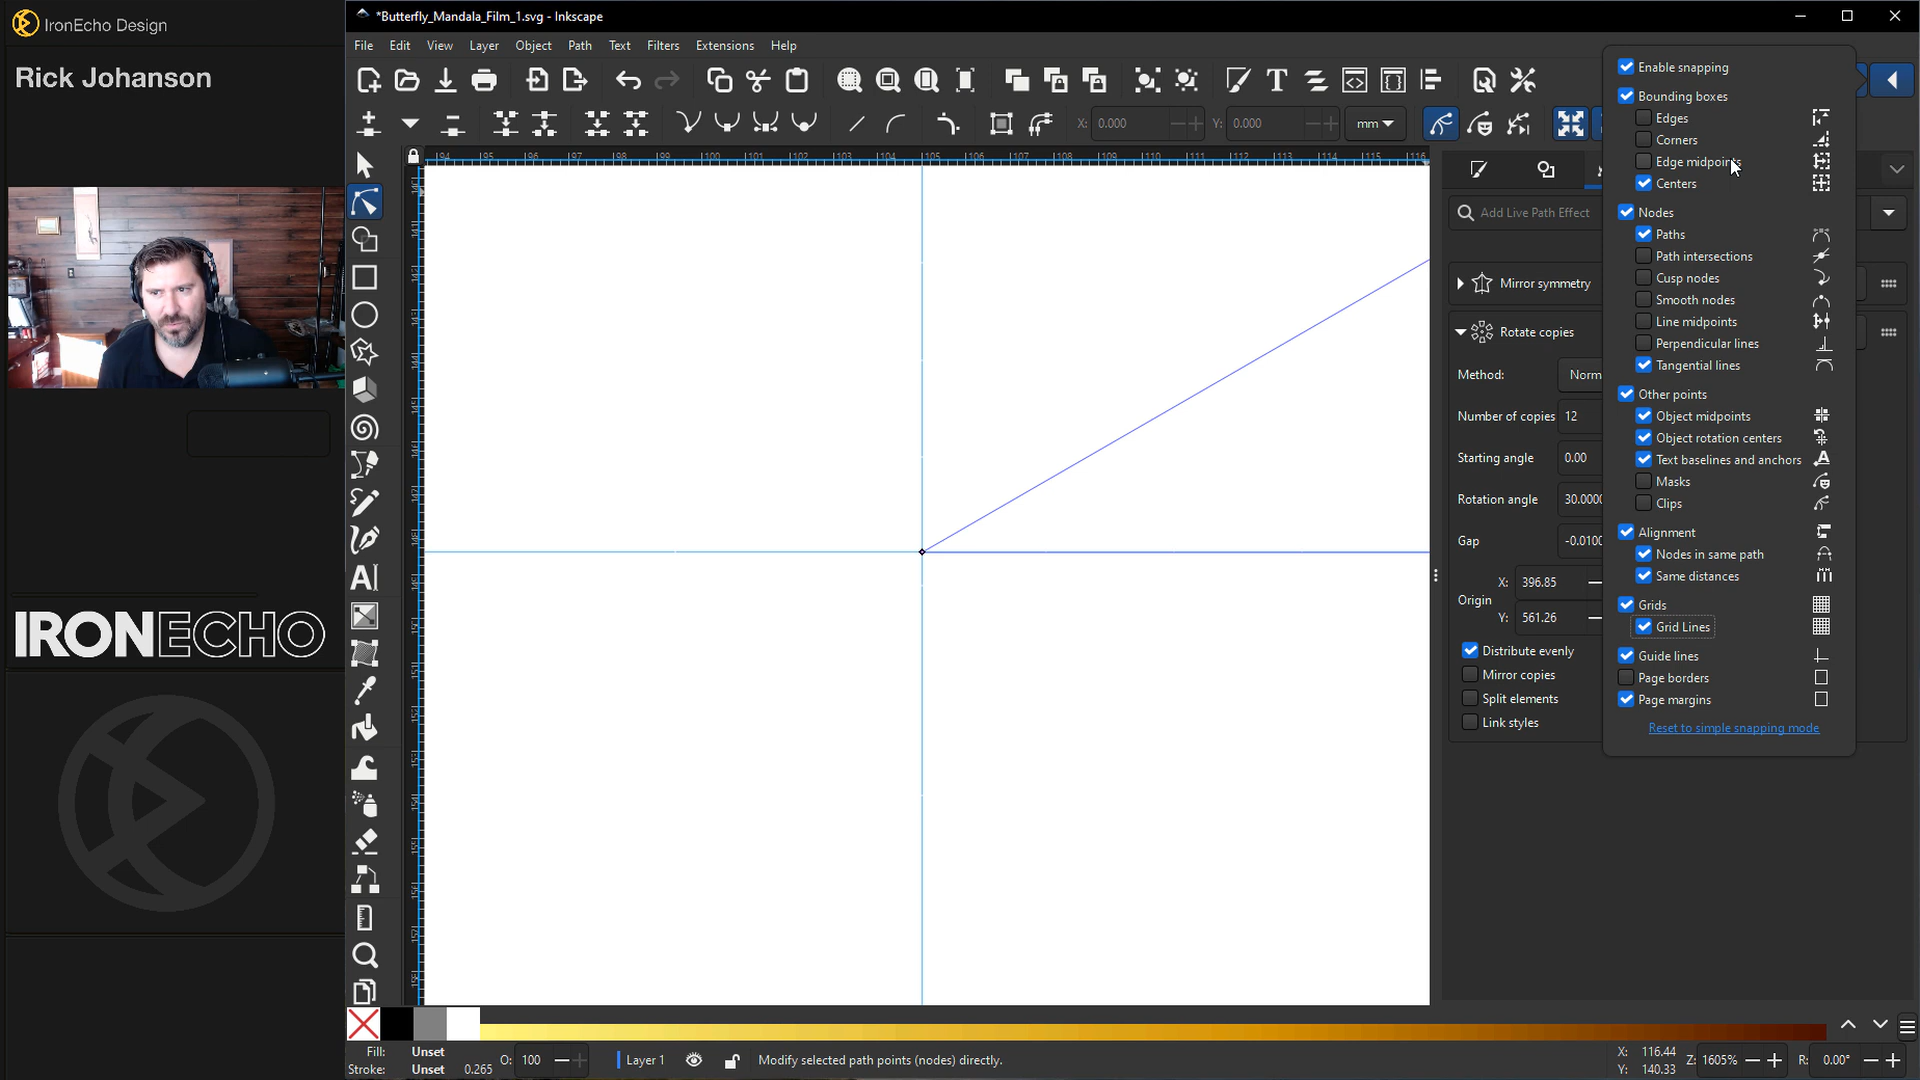 IronEcho Design
Rick Johanson
IRONECHO
*Butterfly_Mandala_Film_1.svg - Inkscape
File Edit View Layer Object Path Text Filters Extensions Help
X: 0.000 Y: 0.000 mm
Add Live Path Effect
Mirror symmetry
Rotate copies
Method: Norm
Number of copies 12
Starting angle 0.00
Rotation angle 30.0000
Gap -0.0100
Origin
X: 396.85
Y: 561.26
Distribute evenly
Mirror copies
Split elements
Link styles
Enable snapping
Bounding boxes
Edges
Corners
Edge midpoints
Centers
Nodes
Paths
Path intersections
Cusp nodes
Smooth nodes
Line midpoints
Perpendicular lines
Tangential lines
Other points
Object midpoints
Object rotation centers
Text baselines and anchors
Masks
Clips
Alignment
Nodes in same path
Same distances
Grids
Grid Lines
Guide lines
Page borders
Page margins
Reset to simple snapping mode
Fill: Unset
Stroke: Unset 0.265
O: 100
Layer 1
Modify selected path points (nodes) directly.
X: 116.44
Y: 140.33
Z: 1605%
R: 0.00°